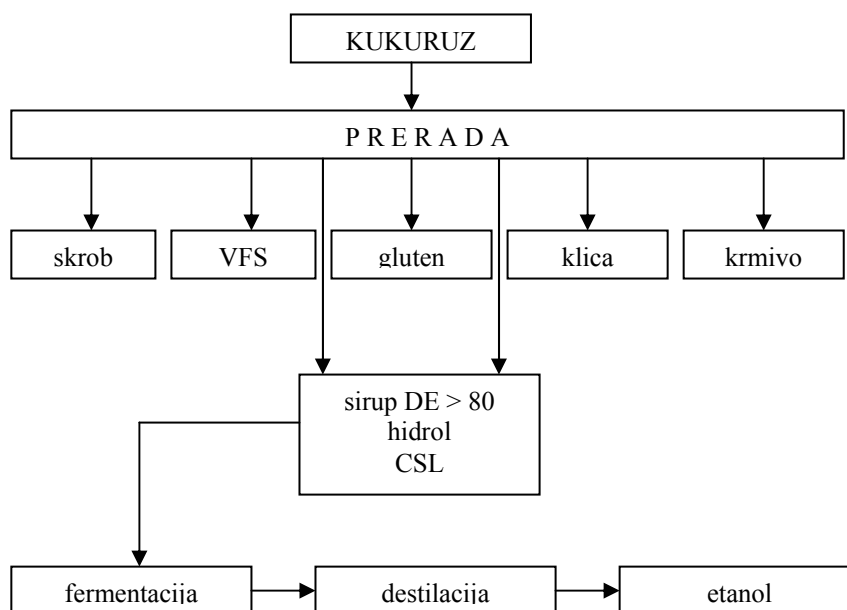 KUKURUZ
P R E R A D A
skrob
VFS
gluten
klica
krmivo
sirup DE > 80
hidrol
CSL
fermentacija
destilacija
etanol